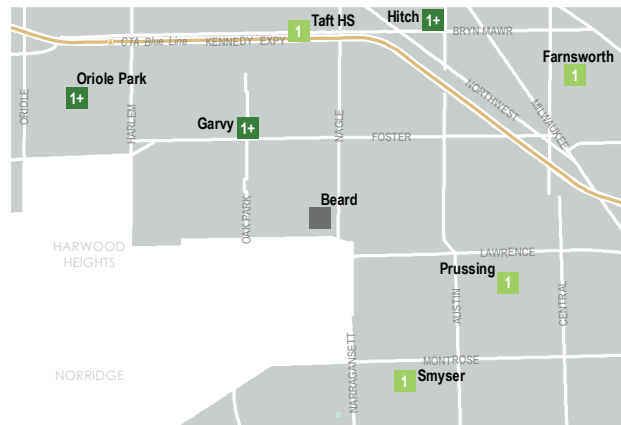 Taft HS
1
Hitch
1+
BRYN MAWR
CTA Blue Line
KENNEDY EXPY
Farnsworth
1
Oriole Park
1+
ORIOLE
HARLEM
Garvy
1+
NAGLE
FOSTER
NORTHWEST
MILWAUKEE
Beard
OAK PARK
HARWOOD
HEIGHTS
LAWRENCE
Prussing
1
AUSTIN
CENTRAL
NORRIDGE
NARRAGANSETT
MONTROSE
Smyser
1